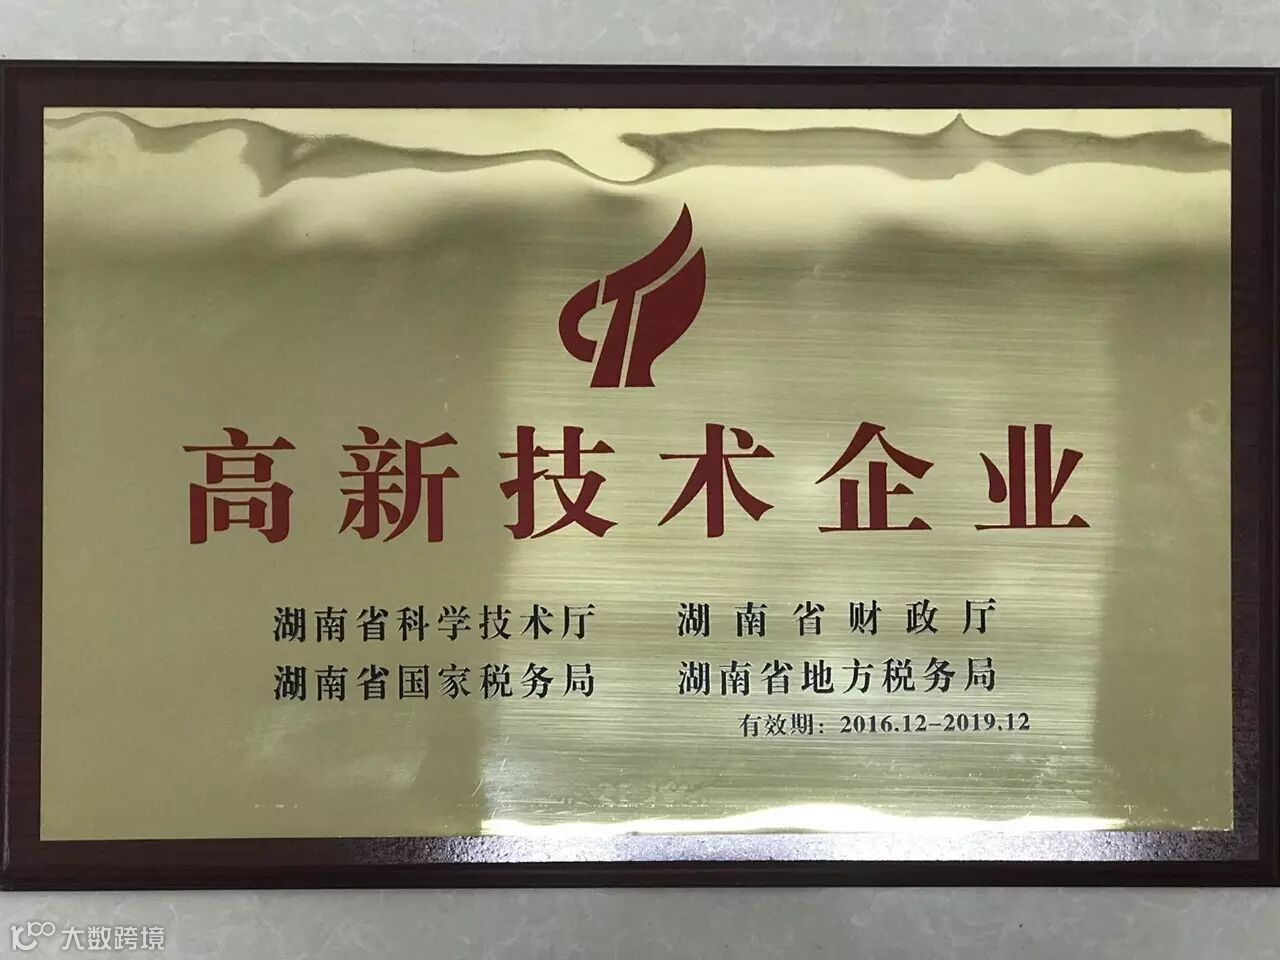 高新技术企业
湖南省科学技术厅 湖南省财政厅
湖南省国家税务局 湖南省地方税务局
有效期：2016.12-2019.12
大数跨境